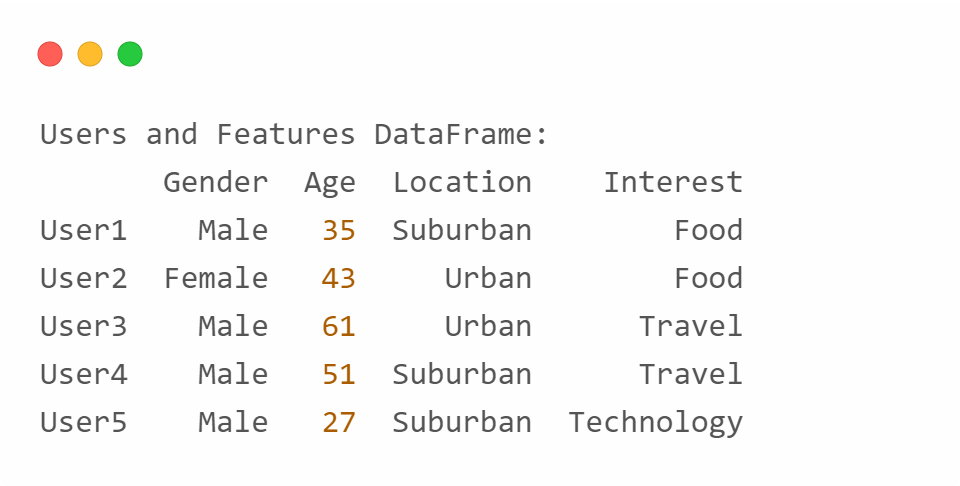 Users and Features DataFrame:
Gender Age Location Interest
User1 Male 35 Suburban Food
User2 Female 43 Urban Food
User3 Male 61 Urban Travel
User4 Male 51 Suburban Travel
User5 Male 27 Suburban Technology